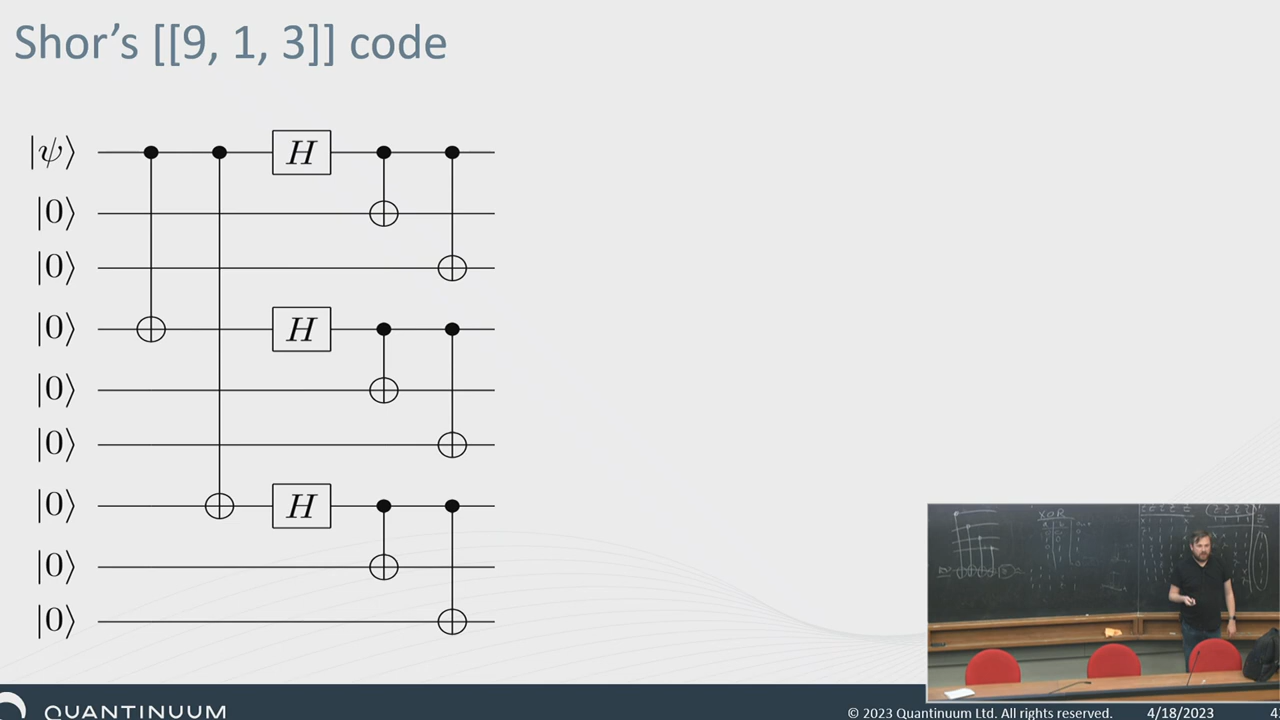 Shor's [[9, 1, 3]] code
|ψ⟩
H
|0⟩
|0⟩
|0⟩
H
|0⟩
|0⟩
|0⟩
H
|0⟩
|0⟩
XOR
QUANTINUUM
© 2023 Quantinuum Ltd. All rights reserved.
4/18/2023